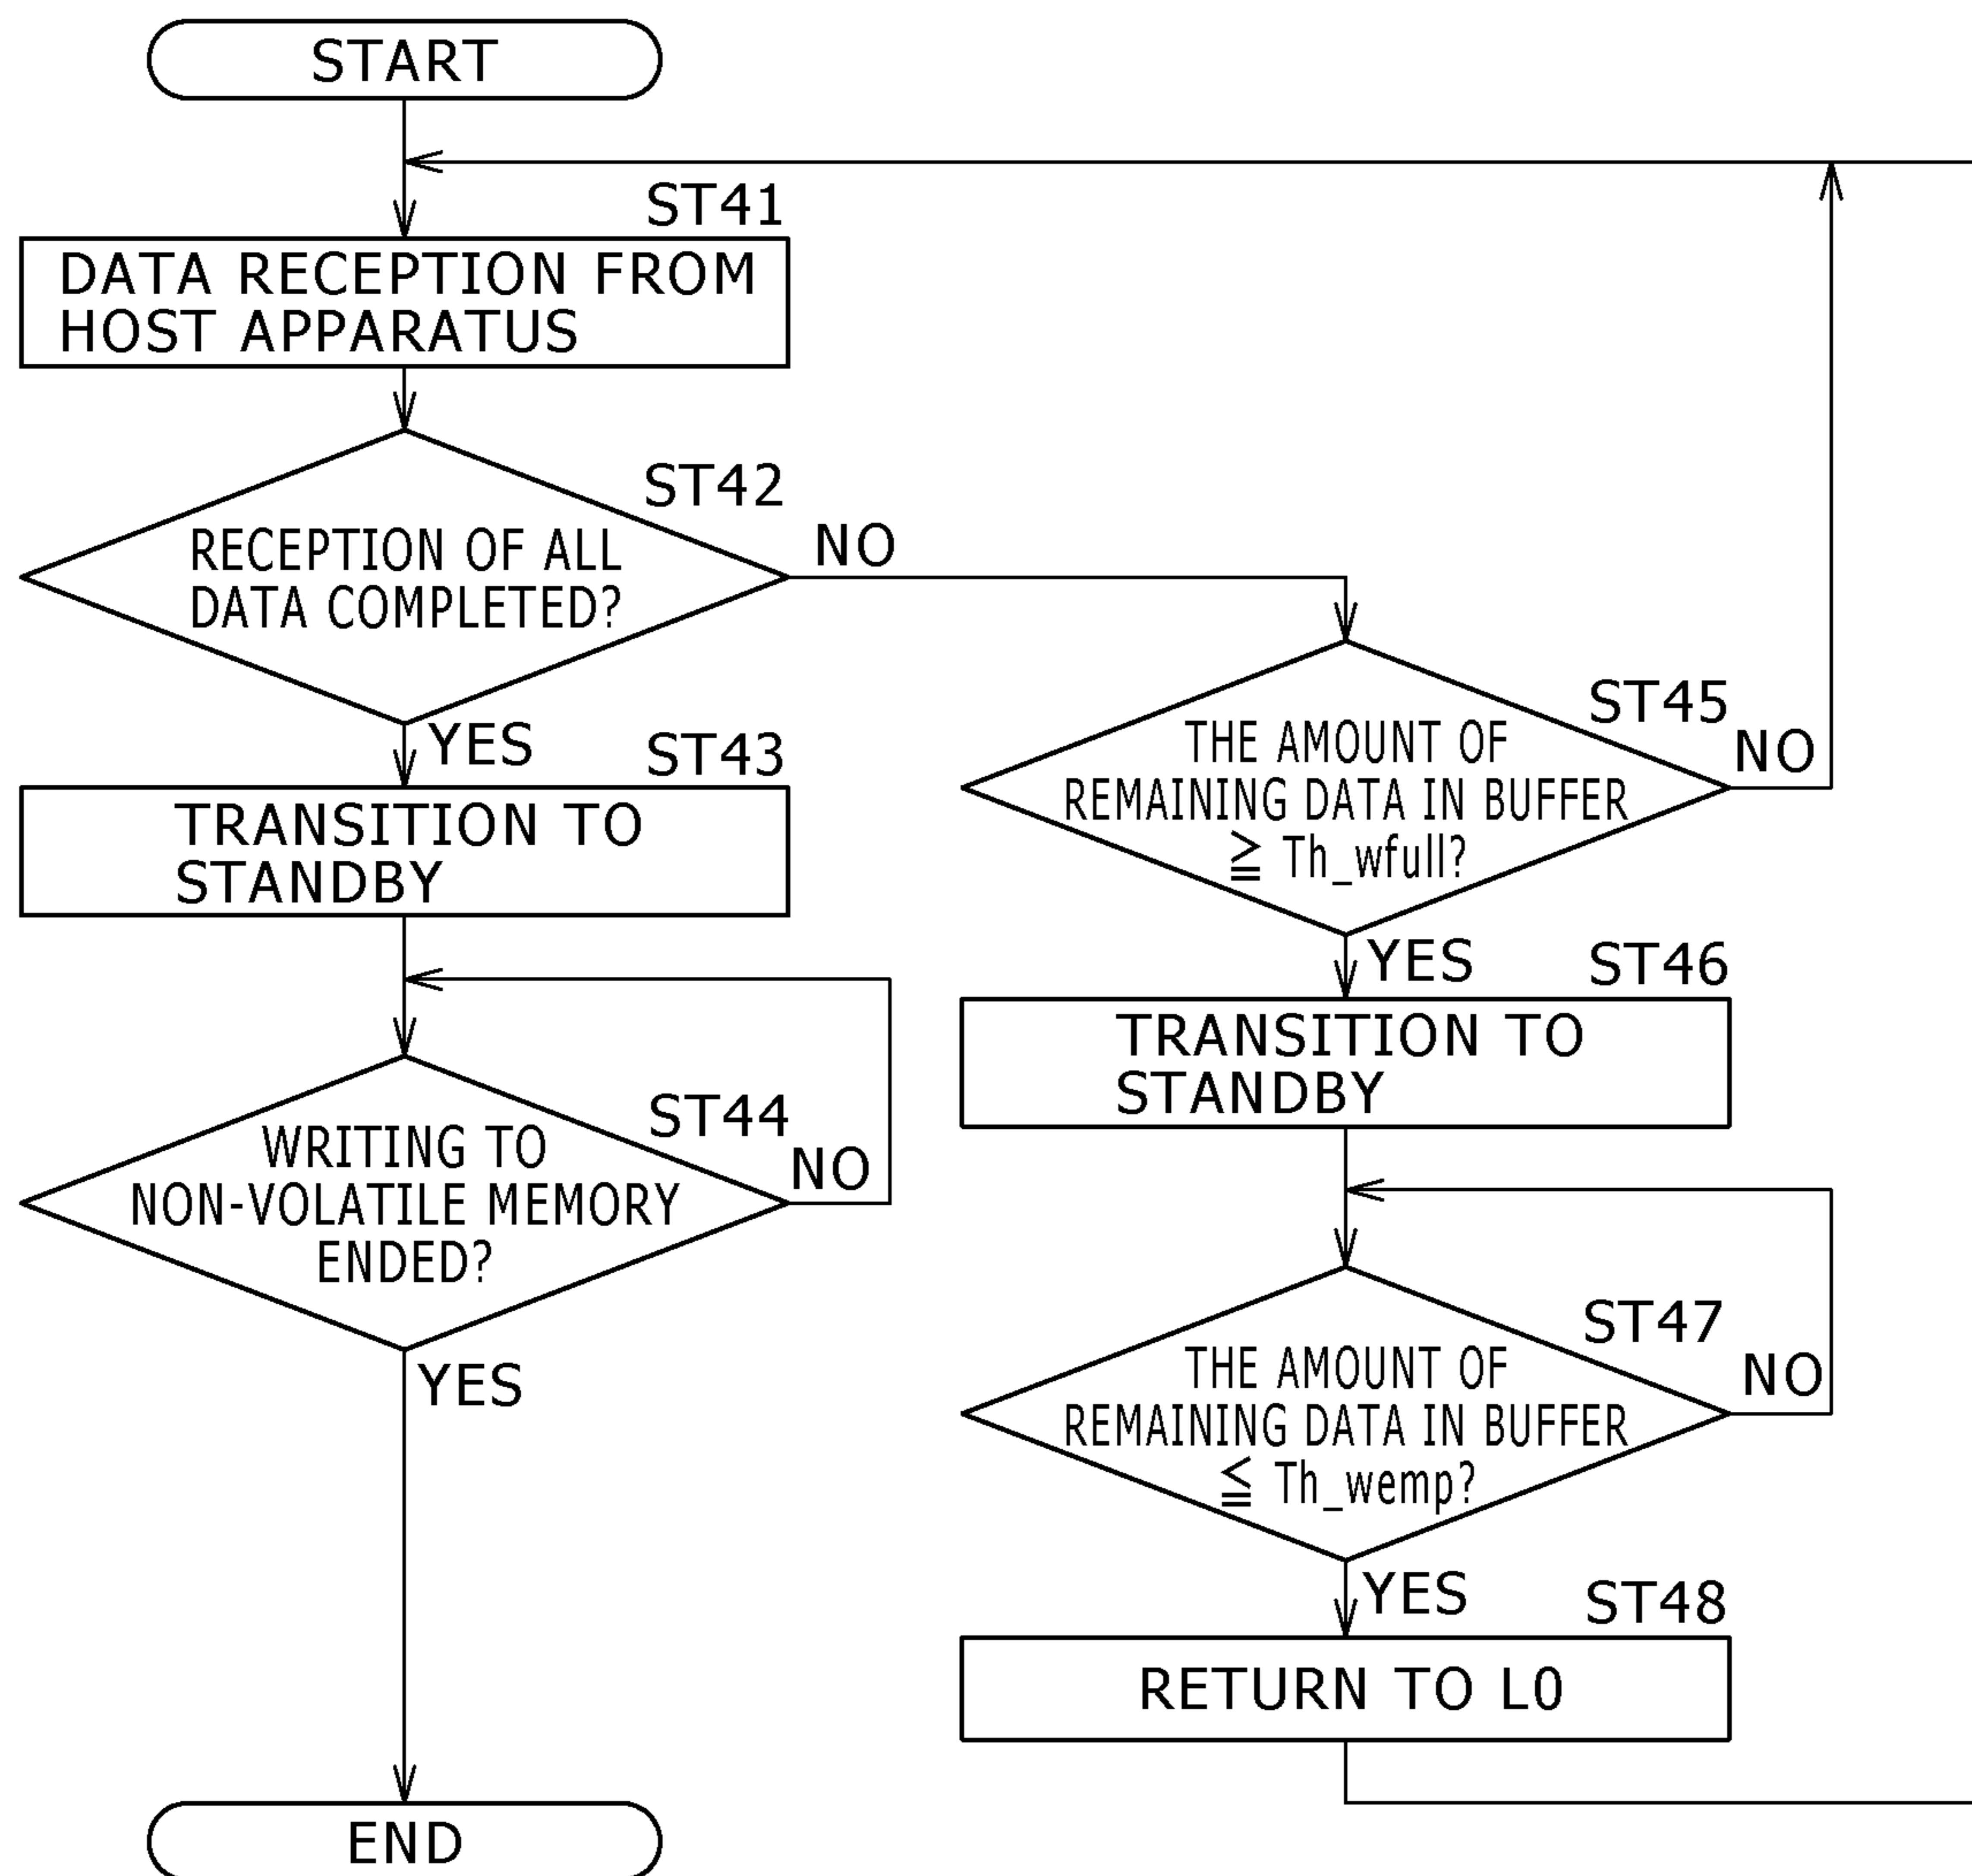 START
ST41
DATA RECEPTION FROM
HOST APPARATUS
ST42
RECEPTION OF ALL
DATA COMPLETED?
NO
YES
ST43
TRANSITION TO
STANDBY
ST44
WRITING TO
NON-VOLATILE MEMORY
ENDED?
NO
YES
END
ST45
THE AMOUNT OF
REMAINING DATA IN BUFFER
≧ Th_wfull?
NO
YES
ST46
TRANSITION TO
STANDBY
ST47
THE AMOUNT OF
REMAINING DATA IN BUFFER
≦ Th_wemp?
NO
YES
ST48
RETURN TO L0